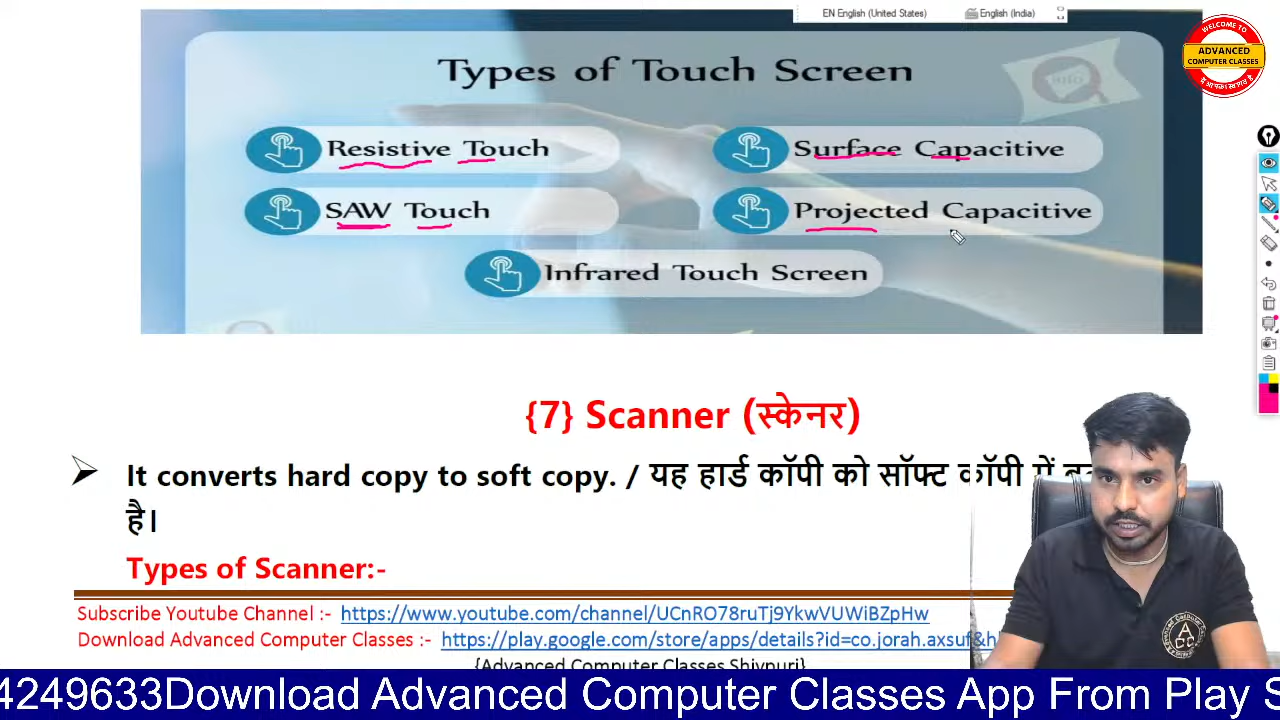 EN English (United States)
English (India)
WELCOME TO
ADVANCED
COMPUTER CLASSES
Types of Touch Screen
Resistive Touch
Surface Capacitive
SAW Touch
Projected Capacitive
Infrared Touch Screen
{7} Scanner (स्केनर)
It converts hard copy to soft copy. / यह हार्ड कॉपी को सॉफ्ट कॉपी में
है।
Types of Scanner:-
Subscribe Youtube Channel :- https://www.youtube.com/channel/UCnRO78ruTj9YkwVUWiBZpHw
Download Advanced Computer Classes :- https://play.google.com/store/apps/details?id=co.jorah.axsuf&h
{Advanced Computer Classes Shivpuri}
4249633Download Advanced Computer Classes App From Play S